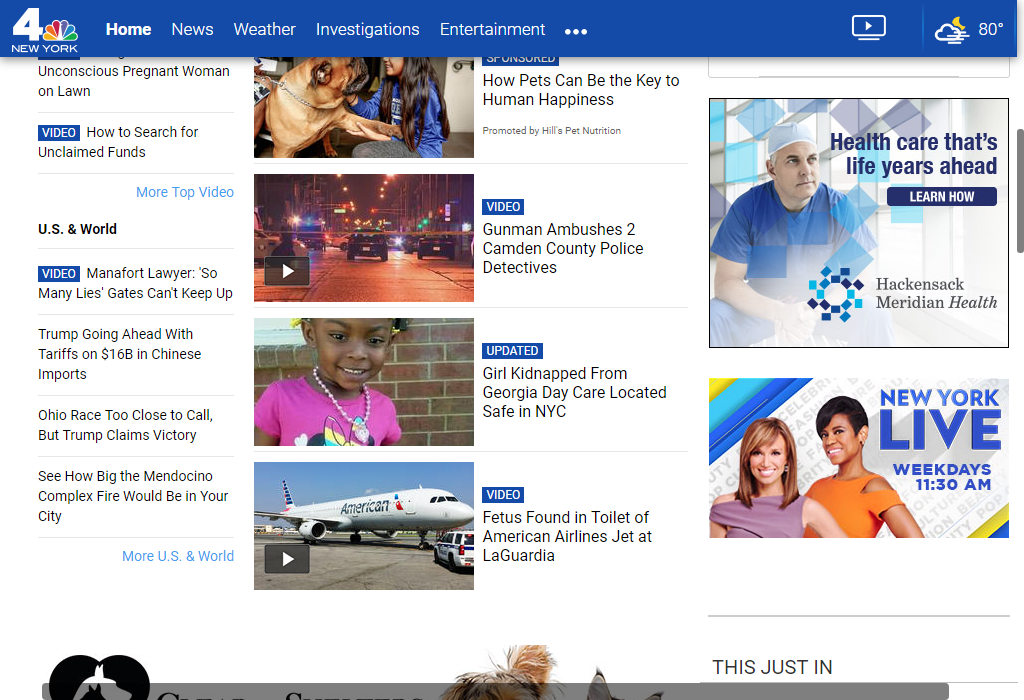 4
NEW YORK
Home News Weather Investigations Entertainment
80°
Unconscious Pregnant Woman
on Lawn
VIDEO How to Search for
Unclaimed Funds
More Top Video
U.S. & World
VIDEO Manafort Lawyer: 'So
Many Lies' Gates Can't Keep Up
Trump Going Ahead With
Tariffs on $16B in Chinese
Imports
Ohio Race Too Close to Call,
But Trump Claims Victory
See How Big the Mendocino
Complex Fire Would Be in Your
City
More U.S. & World
SPONSORED
How Pets Can Be the Key to
Human Happiness
Promoted by Hill's Pet Nutrition
VIDEO
Gunman Ambushes 2
Camden County Police
Detectives
UPDATED
Girl Kidnapped From
Georgia Day Care Located
Safe in NYC
American
VIDEO
Fetus Found in Toilet of
American Airlines Jet at
LaGuardia
Health care that's
life years ahead
LEARN HOW
Hackensack
Meridian Health
NEW YORK
LIVE
WEEKDAYS
11:30 AM
THIS JUST IN